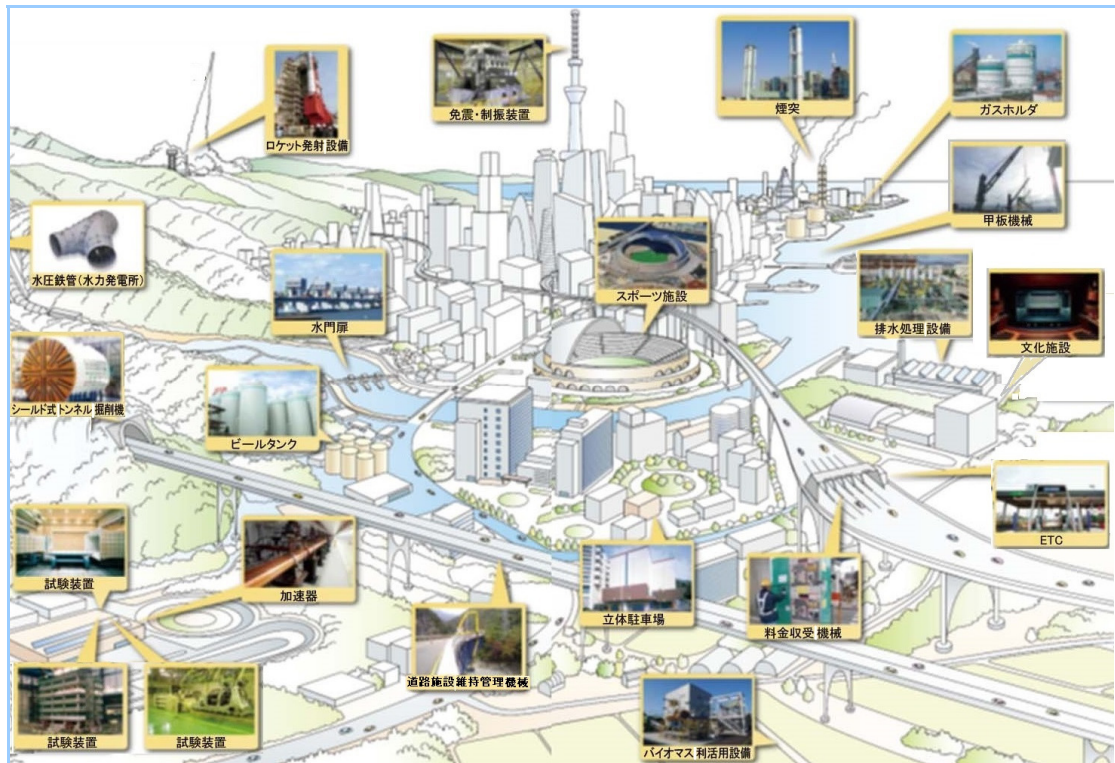 ロケット発射設備
免震・制振装置
煙突
ガスホルダ
甲板機械
水圧鉄管(水力発電所)
水門扉
スポーツ施設
排水処理設備
文化施設
シールド式トンネル掘削機
ビールタンク
ETC
試験装置
加速器
道路施設維持管理機械
立体駐車場
料金収受機械
試験装置
試験装置
バイオマス利活用設備